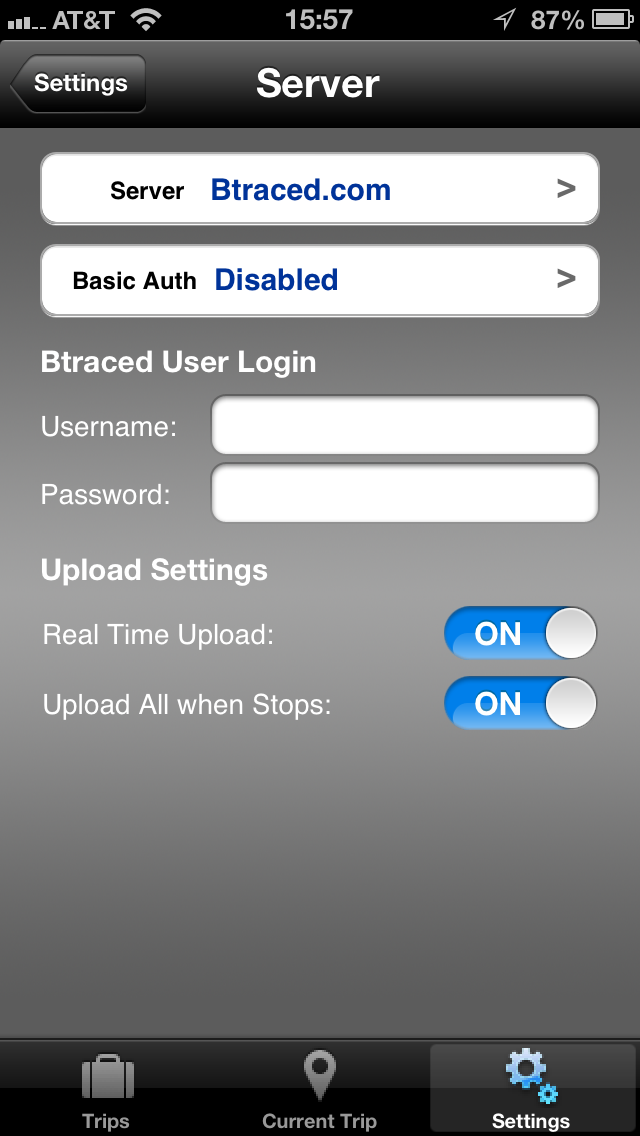 AT&T 15:57 87%
Settings Server
Server Btraced.com >
Basic Auth Disabled >
Btraced User Login
Username:
Password:
Upload Settings
Real Time Upload: ON
Upload All when Stops: ON
Trips Current Trip Settings